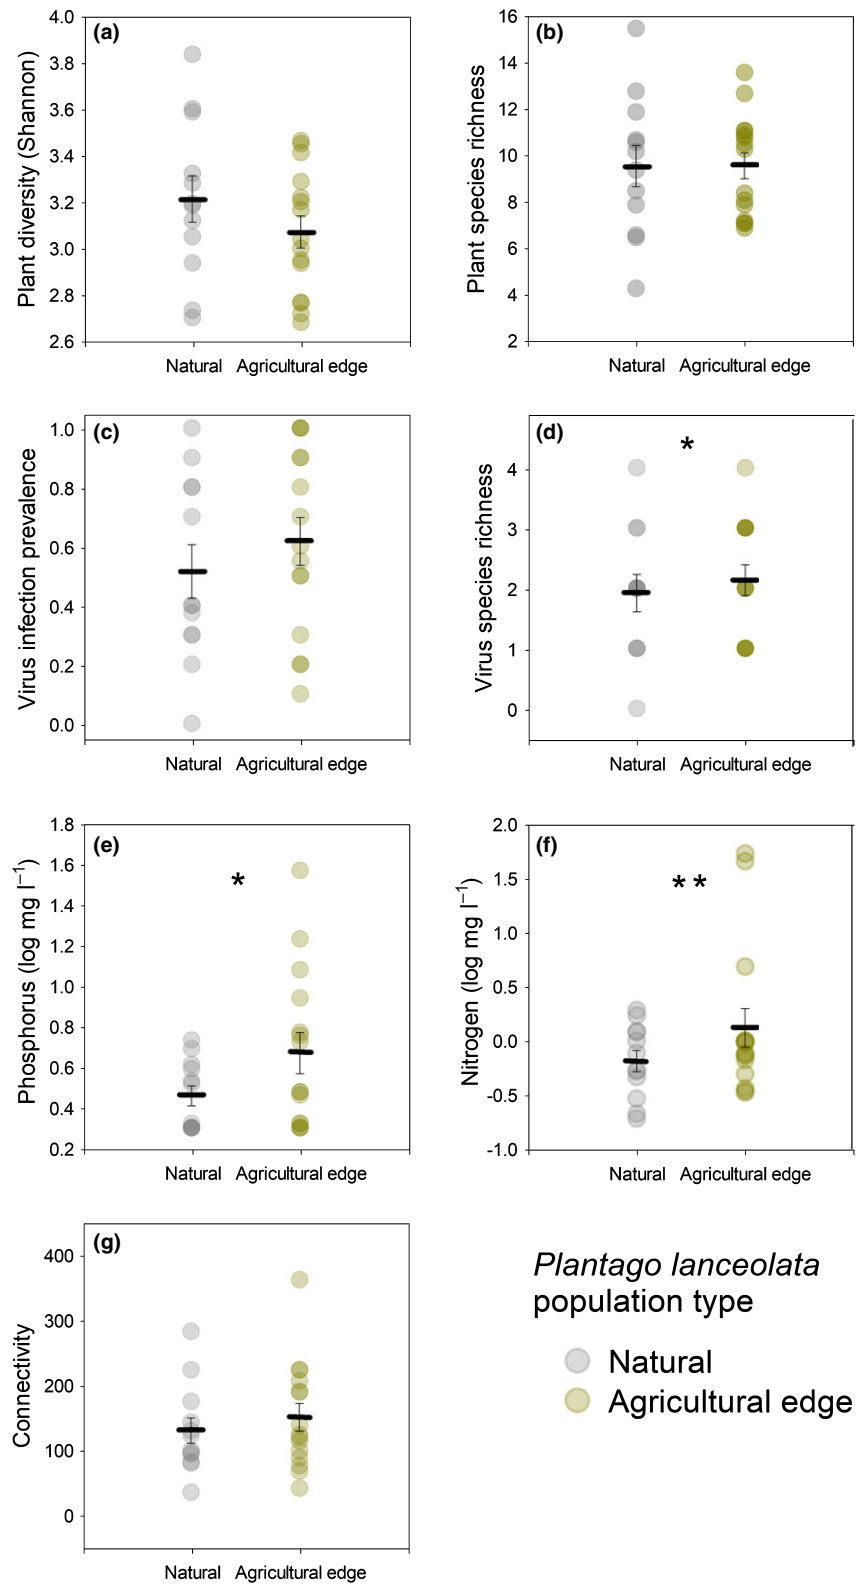 (a)
Plant diversity (Shannon)
4.0
3.8
3.6
3.4
3.2
3.0
2.8
2.6
Natural Agricultural edge
(b)
Plant species richness
16
14
12
10
8
6
4
2
Natural Agricultural edge
(c)
Virus infection prevalence
1.0
0.8
0.6
0.4
0.2
0.0
Natural Agricultural edge
(d)
*
Virus species richness
4
3
2
1
0
Natural Agricultural edge
(e)
*
Phosphorus (log mg l⁻¹)
1.8
1.6
1.4
1.2
1.0
0.8
0.6
0.4
0.2
Natural Agricultural edge
(f)
**
Nitrogen (log mg l⁻¹)
2.0
1.5
1.0
0.5
0.0
-0.5
-1.0
Natural Agricultural edge
(g)
Connectivity
400
300
200
100
0
Natural Agricultural edge
Plantago lanceolata
population type
Natural
Agricultural edge